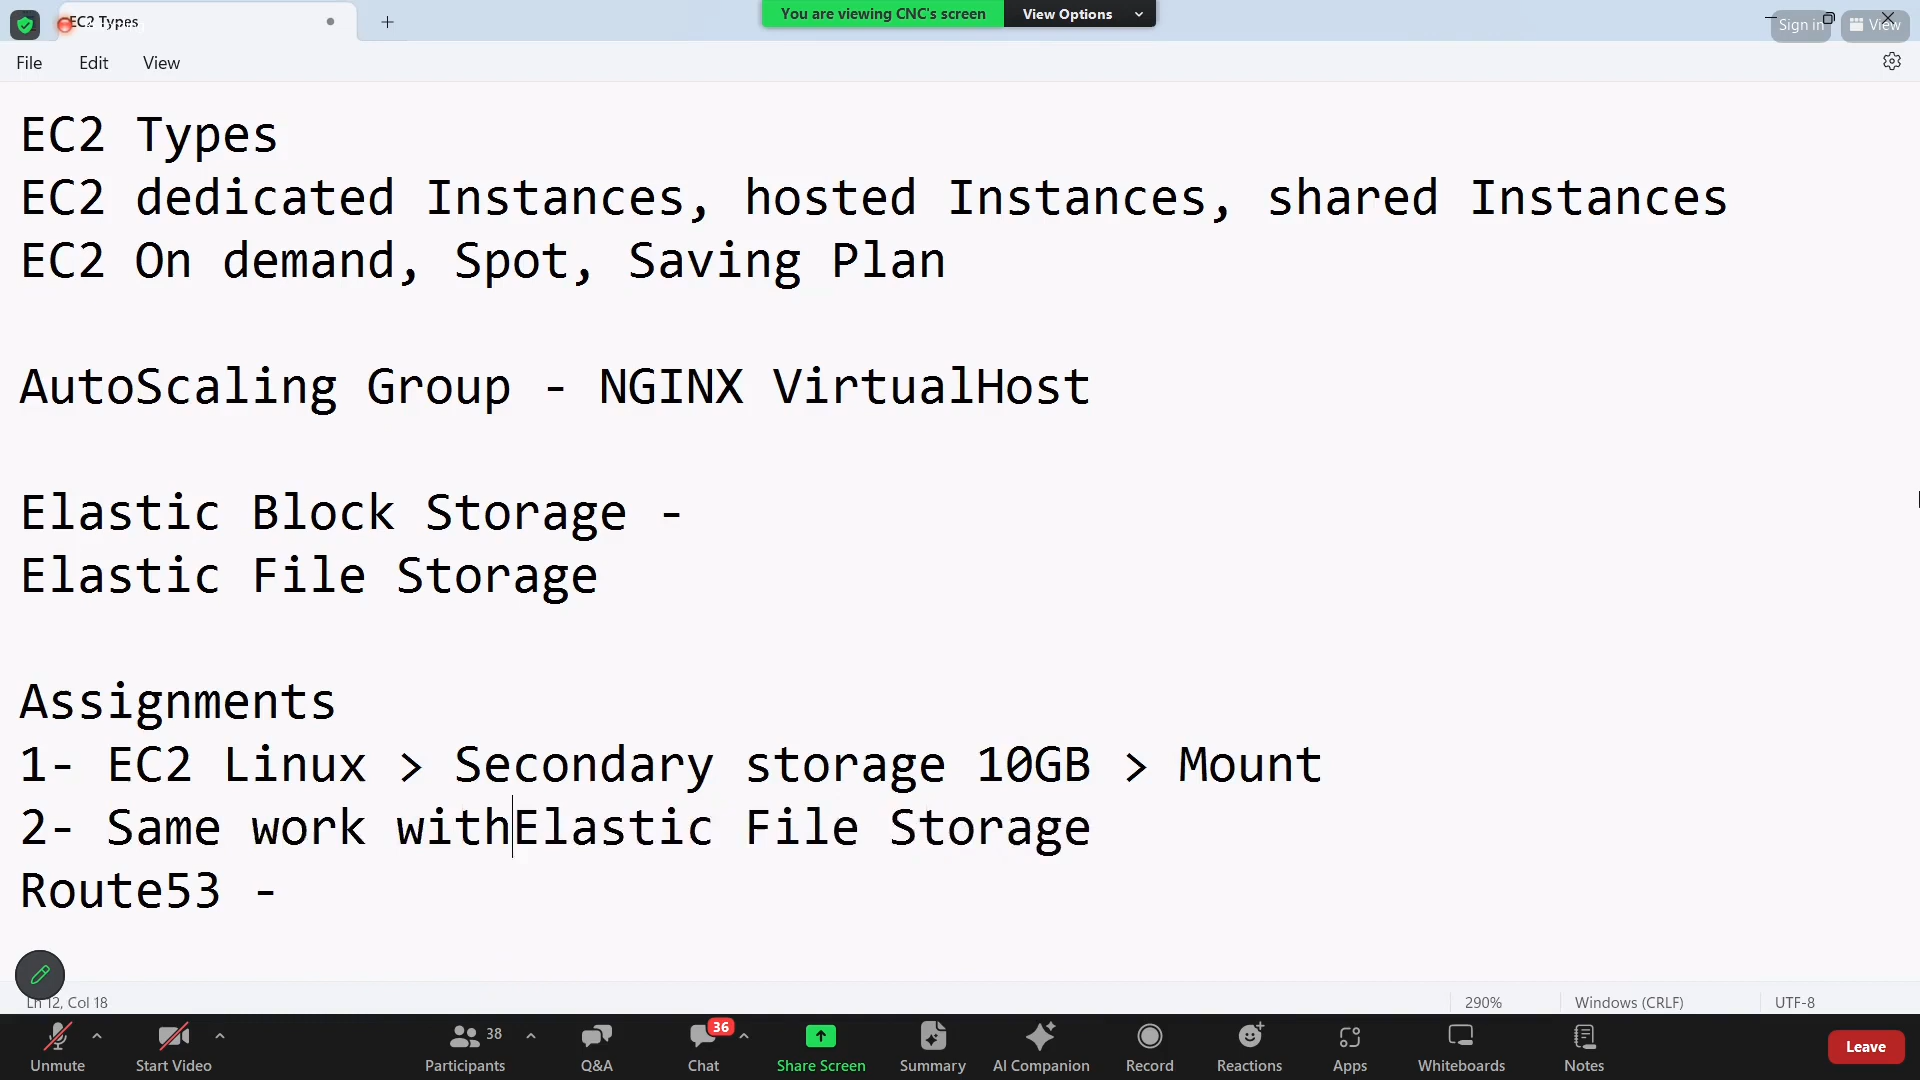 EC2 Types
You are viewing CNC's screen
View Options
Sign in
View
File Edit View
EC2 Types
EC2 dedicated Instances, hosted Instances, shared Instances
EC2 On demand, Spot, Saving Plan
AutoScaling Group - NGINX VirtualHost
Elastic Block Storage -
Elastic File Storage
Assignments
1- EC2 Linux > Secondary storage 10GB > Mount
2- Same work withElastic File Storage
Route53 -
Ln 12, Col 18
290%
Windows (CRLF)
UTF-8
38
36
Unmute
Start Video
Participants
Q&A
Chat
Share Screen
Summary
AI Companion
Record
Reactions
Apps
Whiteboards
Notes
Leave